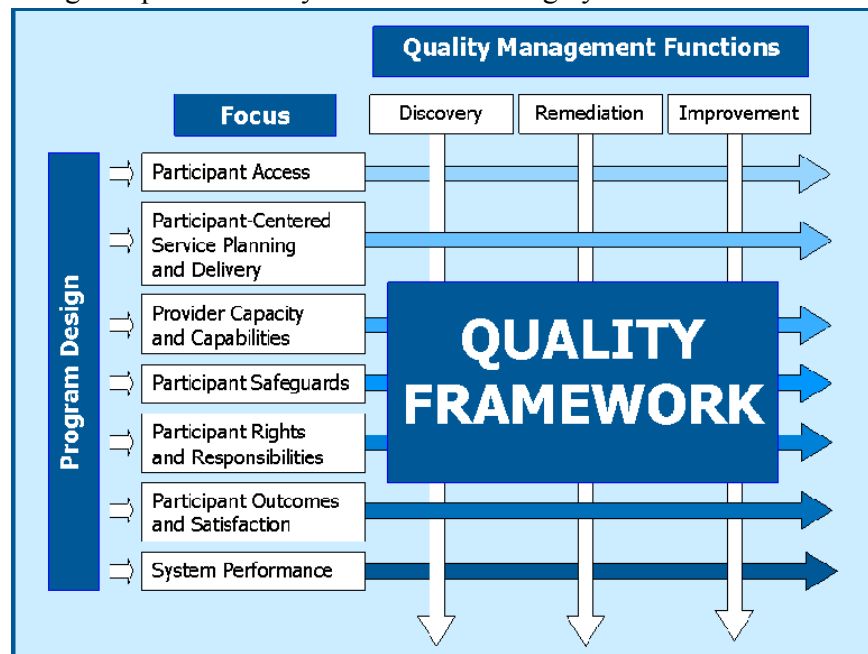 Quality Management Functions
Focus
Discovery
Remediation
Improvement
Program Design
Participant Access
Participant-Centered
Service Planning
and Delivery
Provider Capacity
and Capabilities
Participant Safeguards
Participant Rights
and Responsibilities
Participant Outcomes
and Satisfaction
System Performance
QUALITY
FRAMEWORK